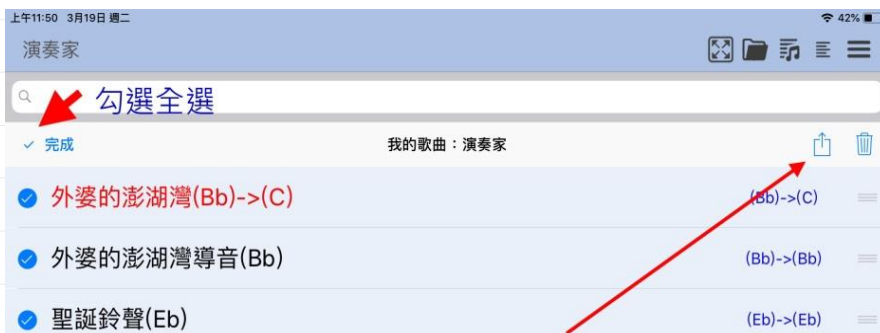 上午11:50 3月19日 週二 42%
演奏家
勾選全選
✓ 完成 我的歌曲：演奏家
外婆的澎湖灣(Bb)->(C) (Bb)->(C)
外婆的澎湖灣導音(Bb) (Bb)->(Bb)
聖誕鈴聲(Eb) (Eb)->(Eb)